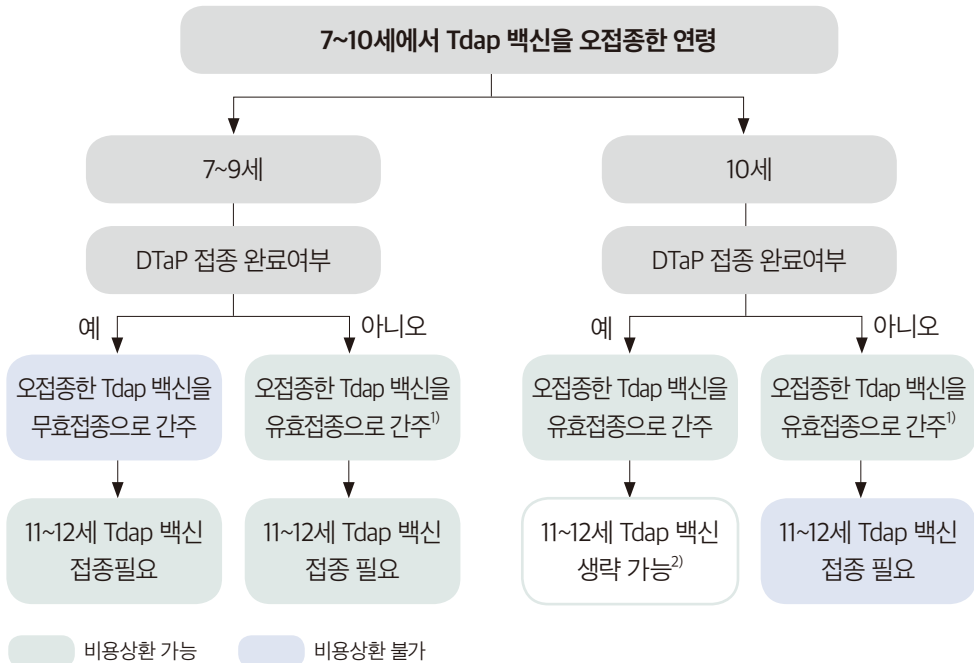 7~10세에서 Tdap 백신을 오접종한 연령
7~9세
10세
DTaP 접종 완료여부
DTaP 접종 완료여부
예
아니오
예
아니오
오접종한 Tdap 백신을
무효접종으로 간주
오접종한 Tdap 백신을
유효접종으로 간주1)
오접종한 Tdap 백신을
유효접종으로 간주
오접종한 Tdap 백신을
유효접종으로 간주1)
11~12세 Tdap 백신
접종필요
11~12세 Tdap 백신
접종 필요
11~12세 Tdap 백신
생략 가능2)
11~12세 Tdap 백신
접종 필요
비용상환 가능
비용상환 불가